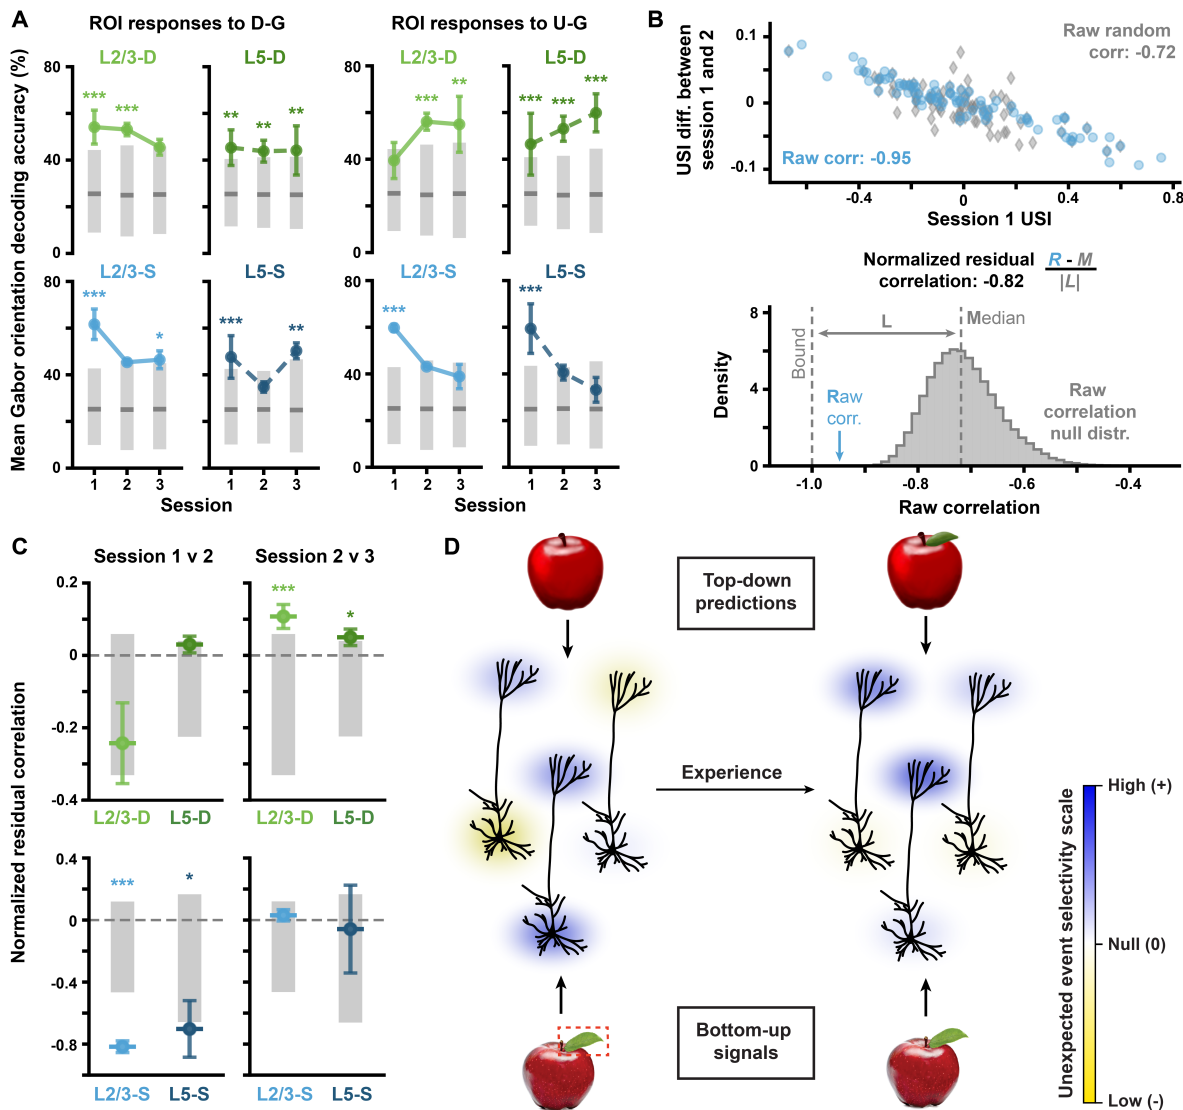 A
ROI responses to D-G
ROI responses to U-G
Mean Gabor orientation decoding accuracy (%)
L2/3-D
L5-D
L2/3-D
L5-D
80
40
0
***
***
**
**
**
***
**
***
***
***
L2/3-S
L5-S
L2/3-S
L5-S
80
40
0
***
*
***
**
***
***
1 2 3
1 2 3
1 2 3
1 2 3
Session
Session
B
USI diff. between
session 1 and 2
0.1
0
-0.1
Raw random
corr: -0.72
Raw corr: -0.95
-0.4 0 0.4 0.8
Session 1 USI
Normalized residual
correlation: -0.82
R - M
|L|
Density
8
4
0
Bound
L
Median
Raw
corr.
Raw
correlation
null distr.
-1.0 -0.8 -0.6 -0.4
Raw correlation
C
Session 1 v 2
Session 2 v 3
Normalized residual correlation
0.2
0
-0.2
-0.4
***
*
L2/3-D
L5-D
L2/3-D
L5-D
0.4
0
-0.4
-0.8
***
*
L2/3-S
L5-S
L2/3-S
L5-S
D
Top-down
predictions
Experience
Bottom-up
signals
Unexpected event selectivity scale
High (+)
Null (0)
Low (-)